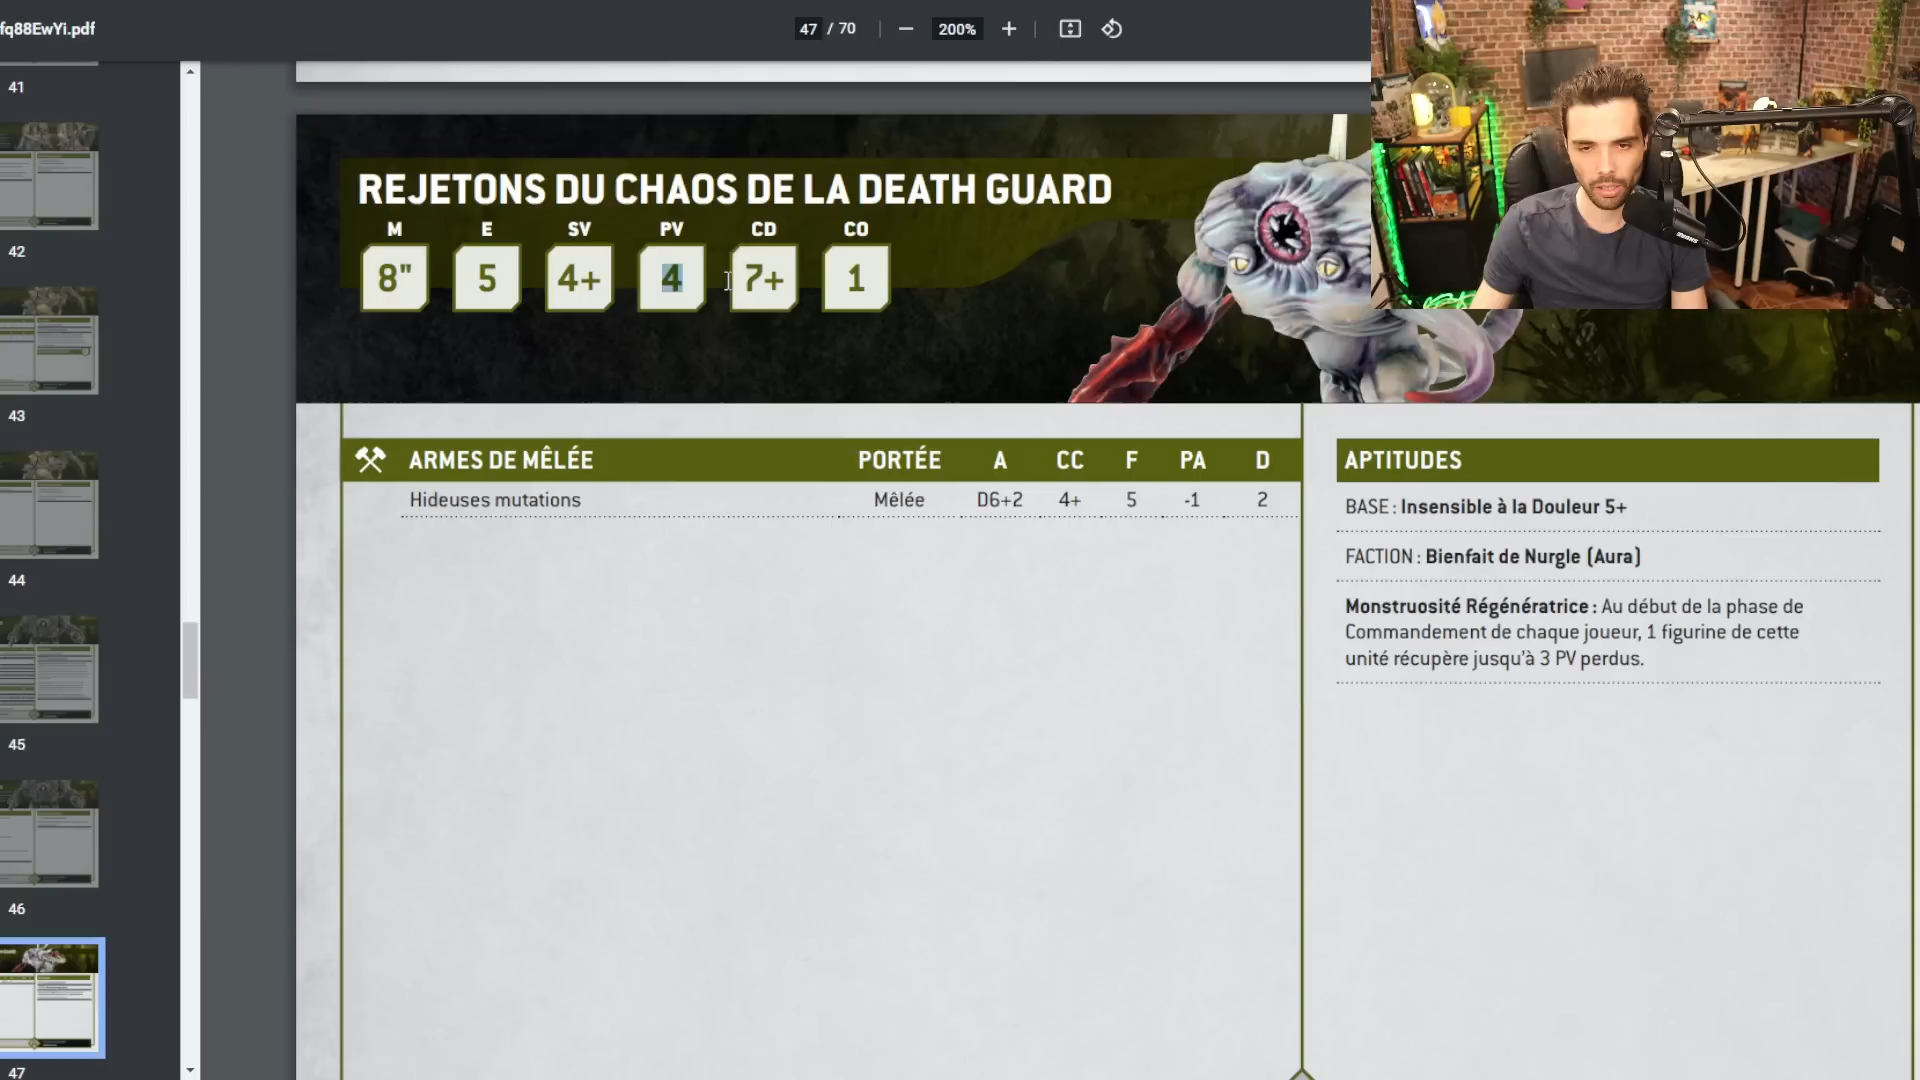 fq88EwYi.pdf
47 / 70
200%
41
42
43
44
45
46
47
REJETONS DU CHAOS DE LA DEATH GUARD
M E SV PV CD CO
8" 5 4+ 4 7+ 1
ARMES DE MÊLÉE PORTÉE A CC F PA D
Hideuses mutations Mêlée D6+2 4+ 5 -1 2
APTITUDES
BASE : Insensible à la Douleur 5+
FACTION : Bienfait de Nurgle (Aura)
Monstruosité Régénératrice : Au début de la phase de
Commandement de chaque joueur, 1 figurine de cette
unité récupère jusqu'à 3 PV perdus.